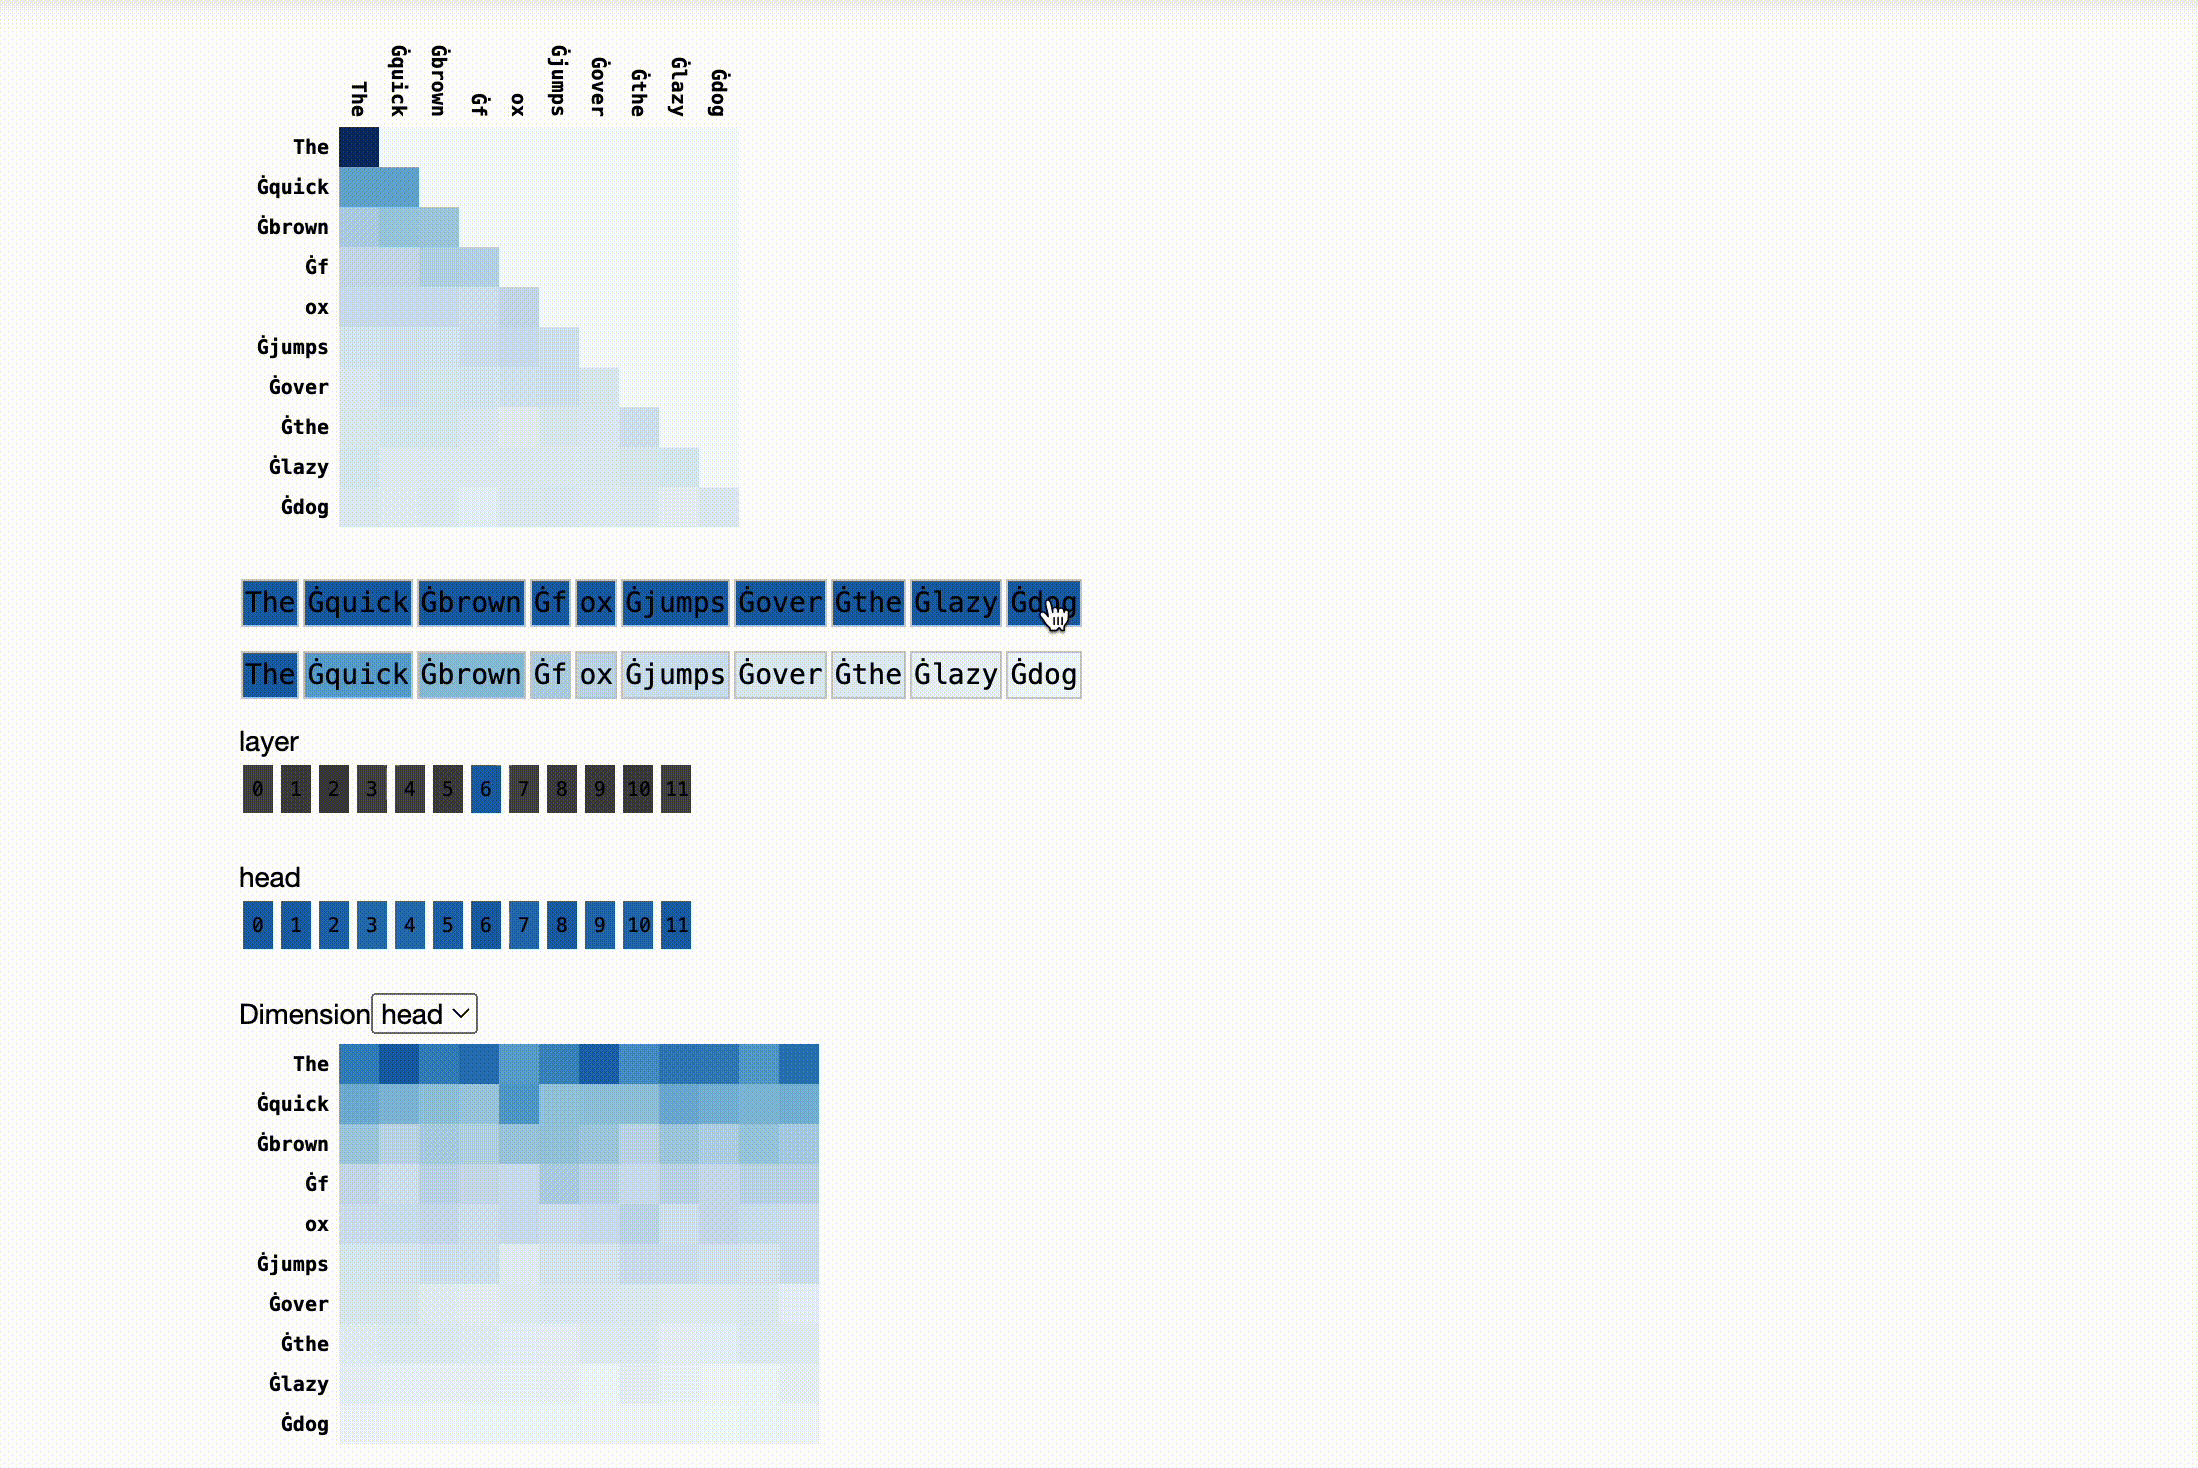 The Ġquick Ġbrown Ġf ox Ġjumps Ġover Ġthe Ġlazy Ġdog
The
Ġquick
Ġbrown
Ġf
ox
Ġjumps
Ġover
Ġthe
Ġlazy
Ġdog
The Ġquick Ġbrown Ġf ox Ġjumps Ġover Ġthe Ġlazy Ġdog
The Ġquick Ġbrown Ġf ox Ġjumps Ġover Ġthe Ġlazy Ġdog
layer
0 1 2 3 4 5 6 7 8 9 10 11
head
0 1 2 3 4 5 6 7 8 9 10 11
Dimension head
The
Ġquick
Ġbrown
Ġf
ox
Ġjumps
Ġover
Ġthe
Ġlazy
Ġdog